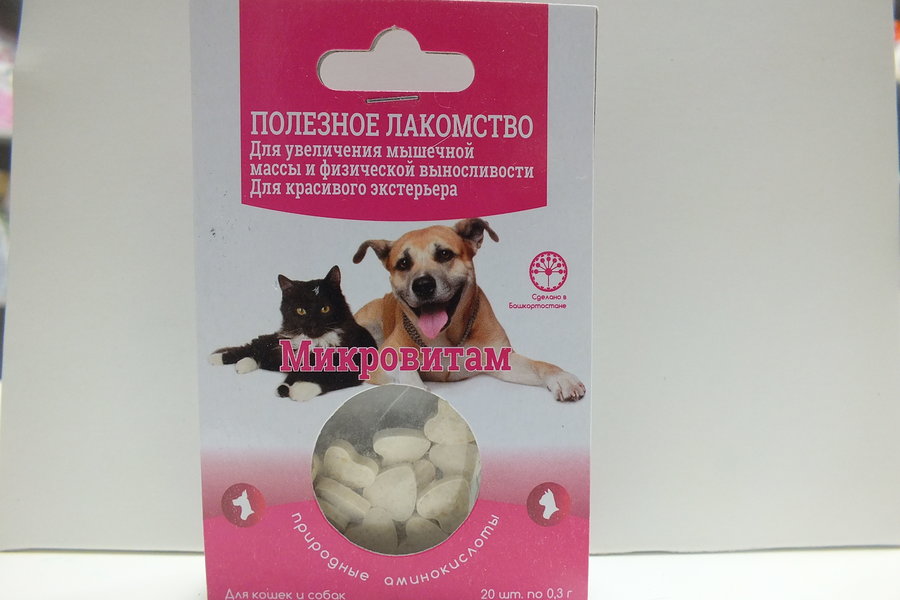 ПОЛЕЗНОЕ ЛАКОМСТВО
Для увеличения мышечной
массы и физической выносливости
Для красивого экстерьера
Сделано в
Башкортостане
Микровитам
природные аминокислоты
Для кошек и собак
20 шт. по 0,3 г